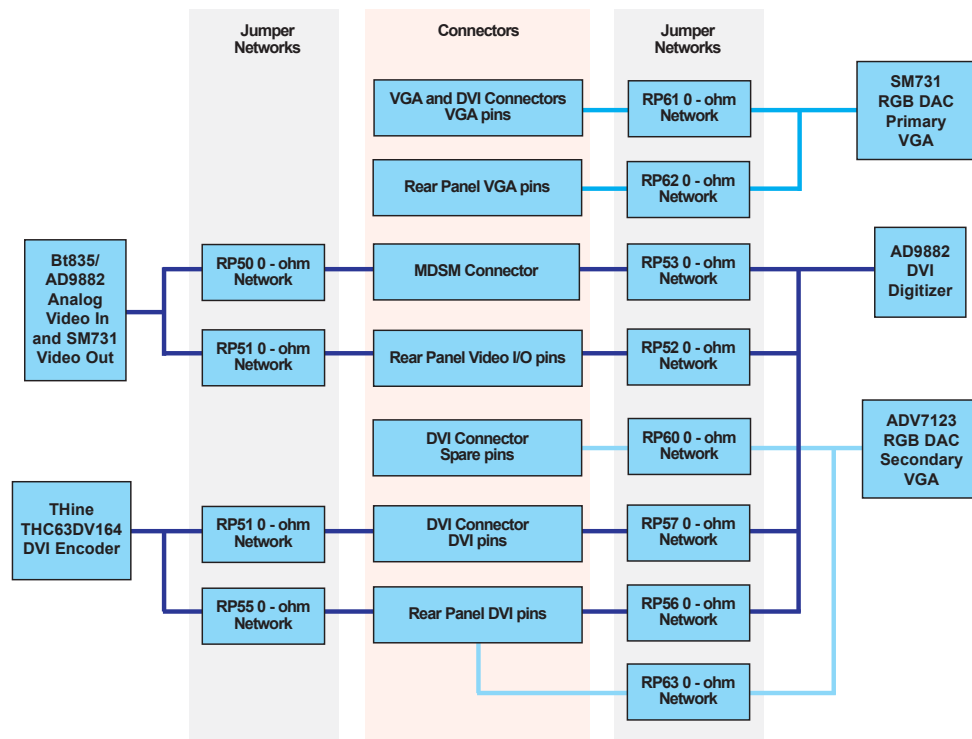 Jumper
Networks
Connectors
Jumper
Networks
VGA and DVI Connectors
VGA pins
RP61 0 - ohm
Network
SM731
RGB DAC
Primary
VGA
Rear Panel VGA pins
RP62 0 - ohm
Network
Bt835/
AD9882
Analog
Video In
and SM731
Video Out
RP50 0 - ohm
Network
MDSM Connector
RP53 0 - ohm
Network
AD9882
DVI
Digitizer
RP51 0 - ohm
Network
Rear Panel Video I/O pins
RP52 0 - ohm
Network
DVI Connector
Spare pins
RP60 0 - ohm
Network
ADV7123
RGB DAC
Secondary
VGA
THine
THC63DV164
DVI Encoder
RP51 0 - ohm
Network
DVI Connector
DVI pins
RP57 0 - ohm
Network
RP55 0 - ohm
Network
Rear Panel DVI pins
RP56 0 - ohm
Network
RP63 0 - ohm
Network